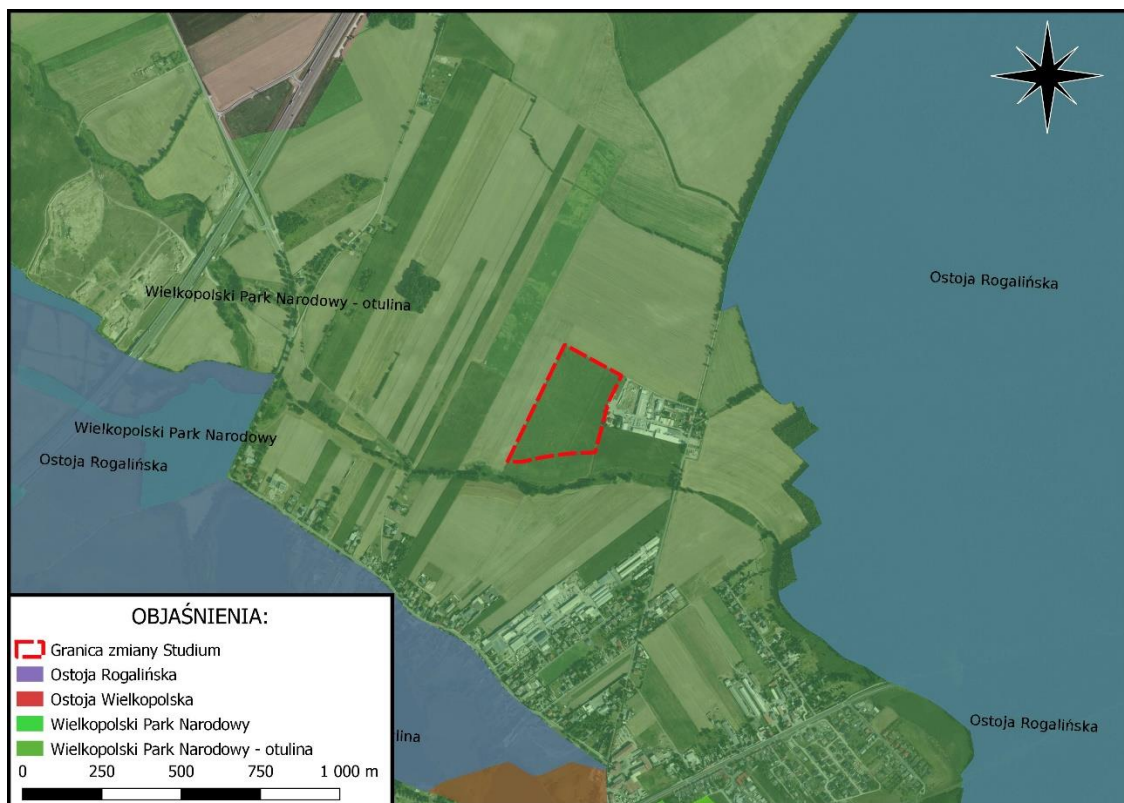 Ostoja Rogalińska
Wielkopolski Park Narodowy - otulina
Wielkopolski Park Narodowy
Ostoja Rogalińska
Ostoja Rogalińska
lina
OBJAŚNIENIA:
Granica zmiany Studium
Ostoja Rogalińska
Ostoja Wielkopolska
Wielkopolski Park Narodowy
Wielkopolski Park Narodowy - otulina
0 250 500 750 1 000 m